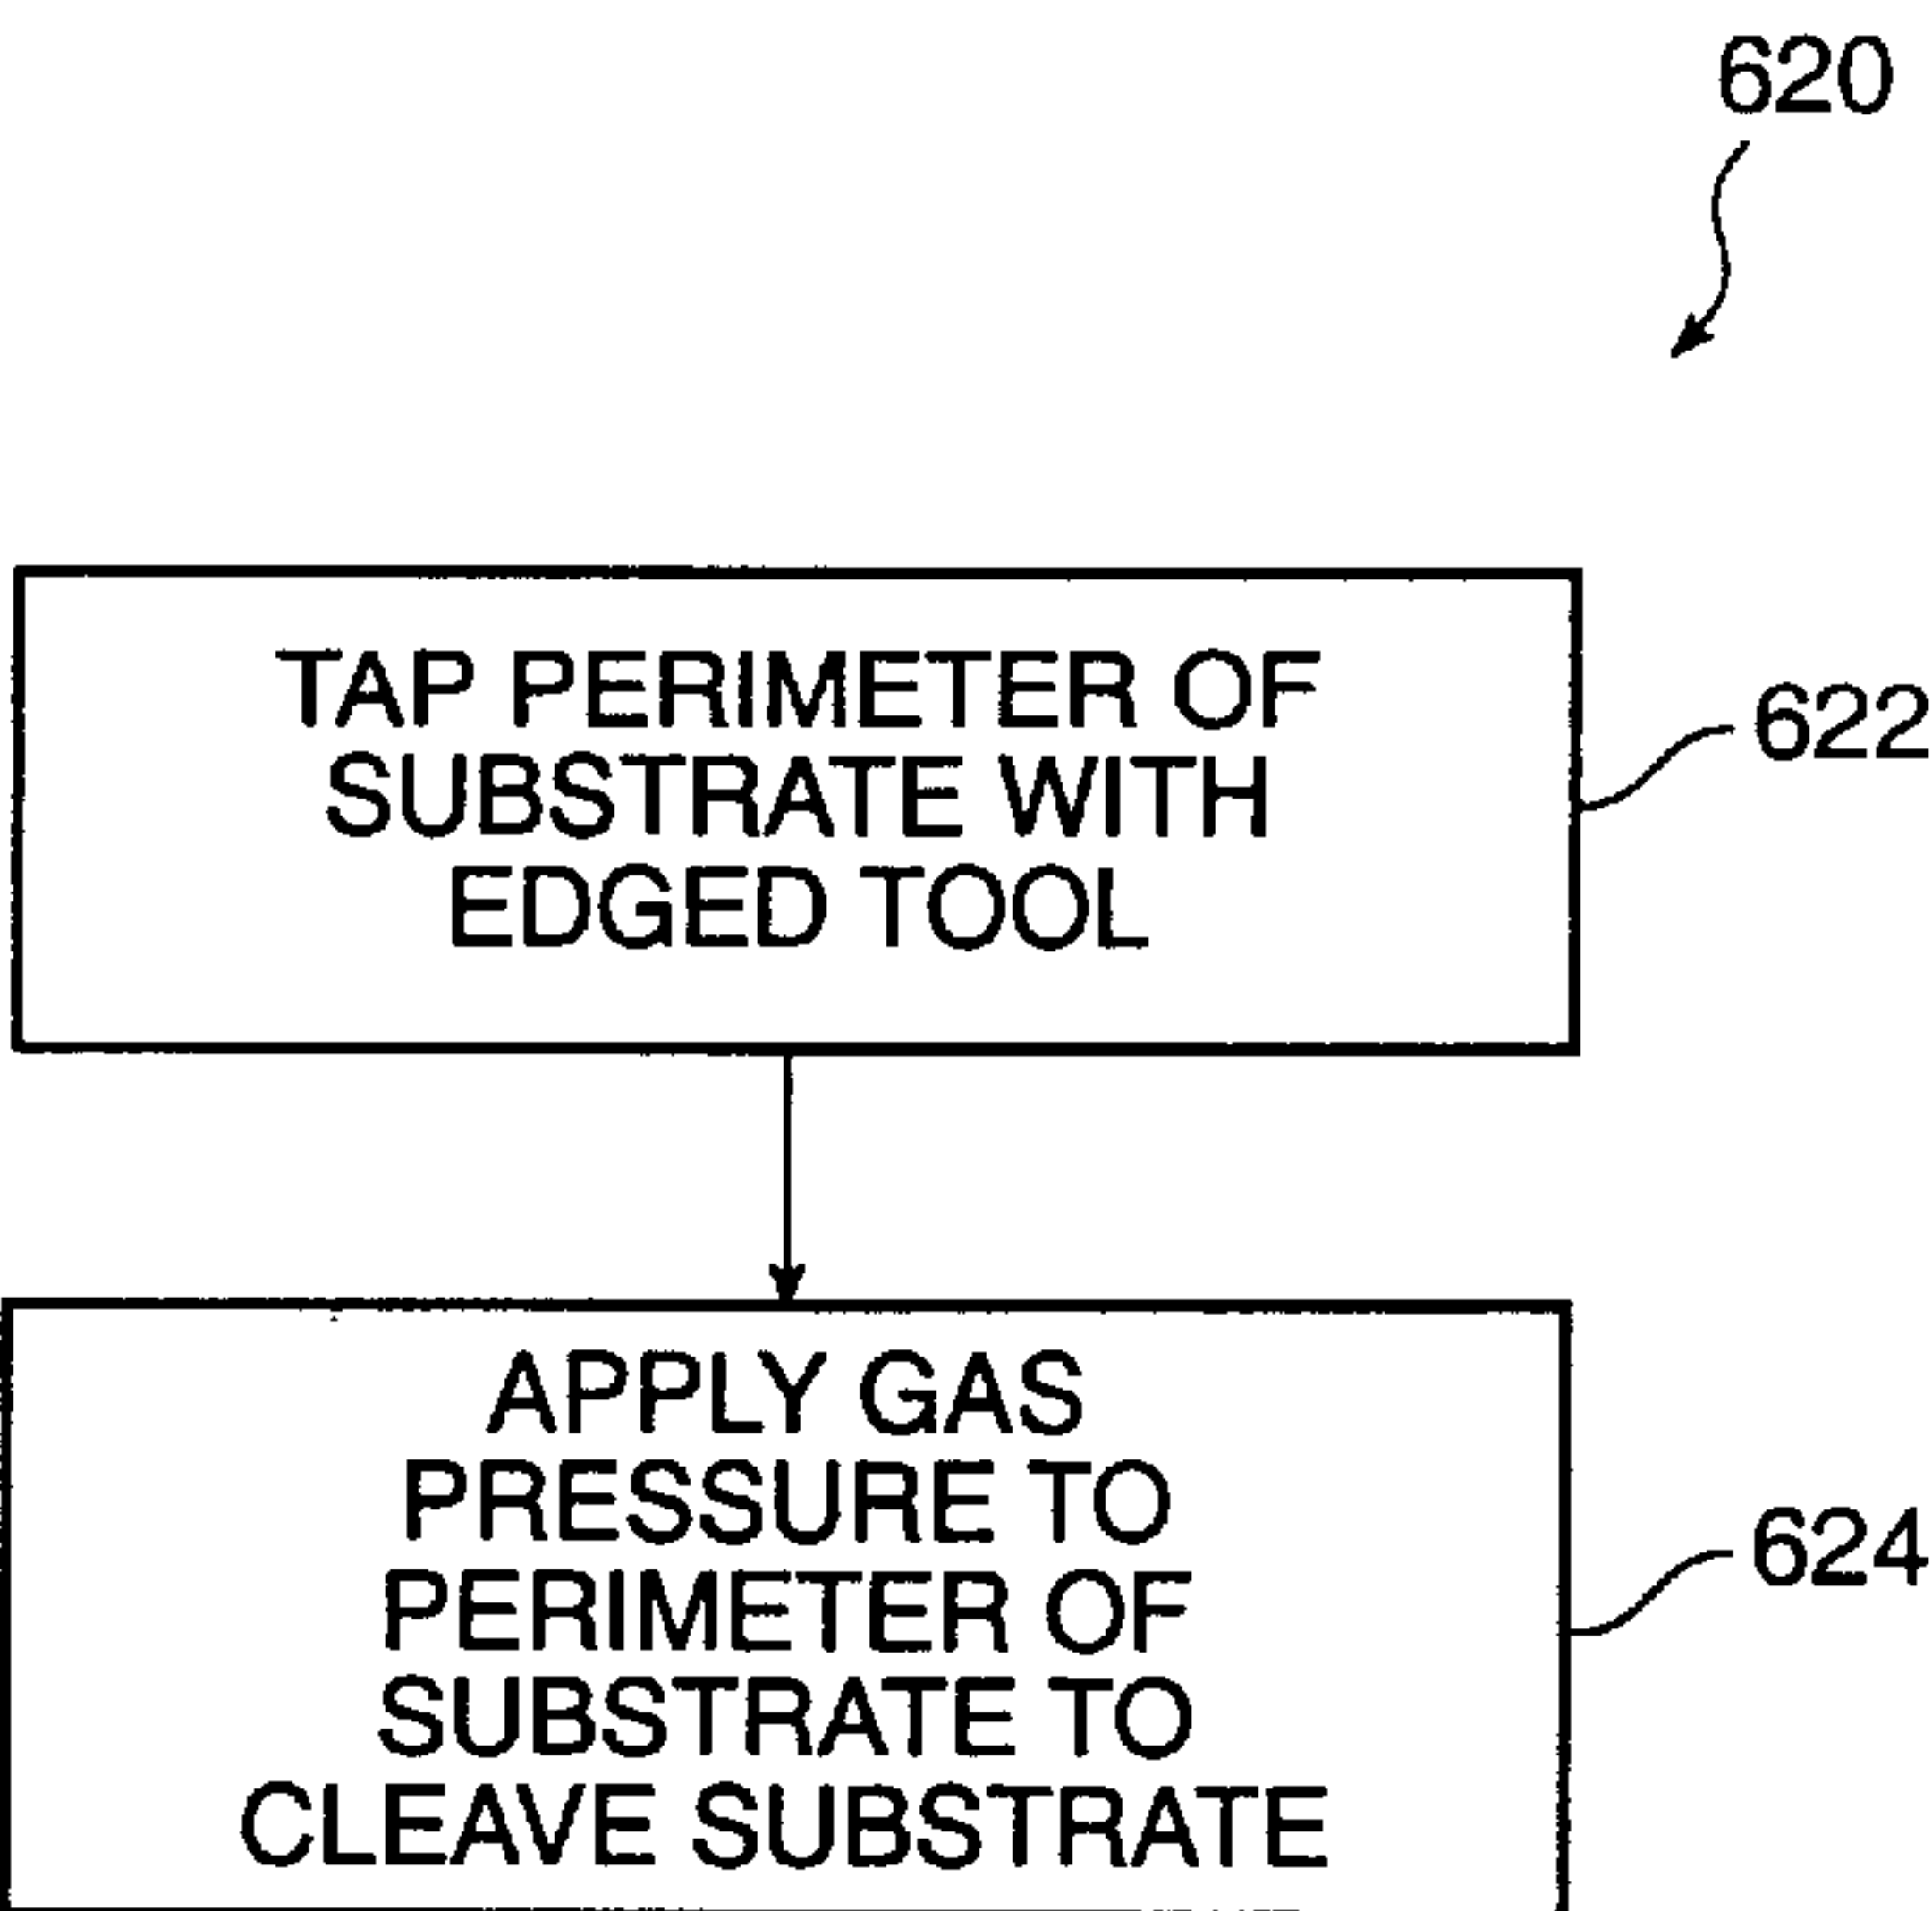 620
TAP PERIMETER OF
SUBSTRATE WITH
EDGED TOOL
622
APPLY GAS
PRESSURE TO
PERIMETER OF
SUBSTRATE TO
CLEAVE SUBSTRATE
624